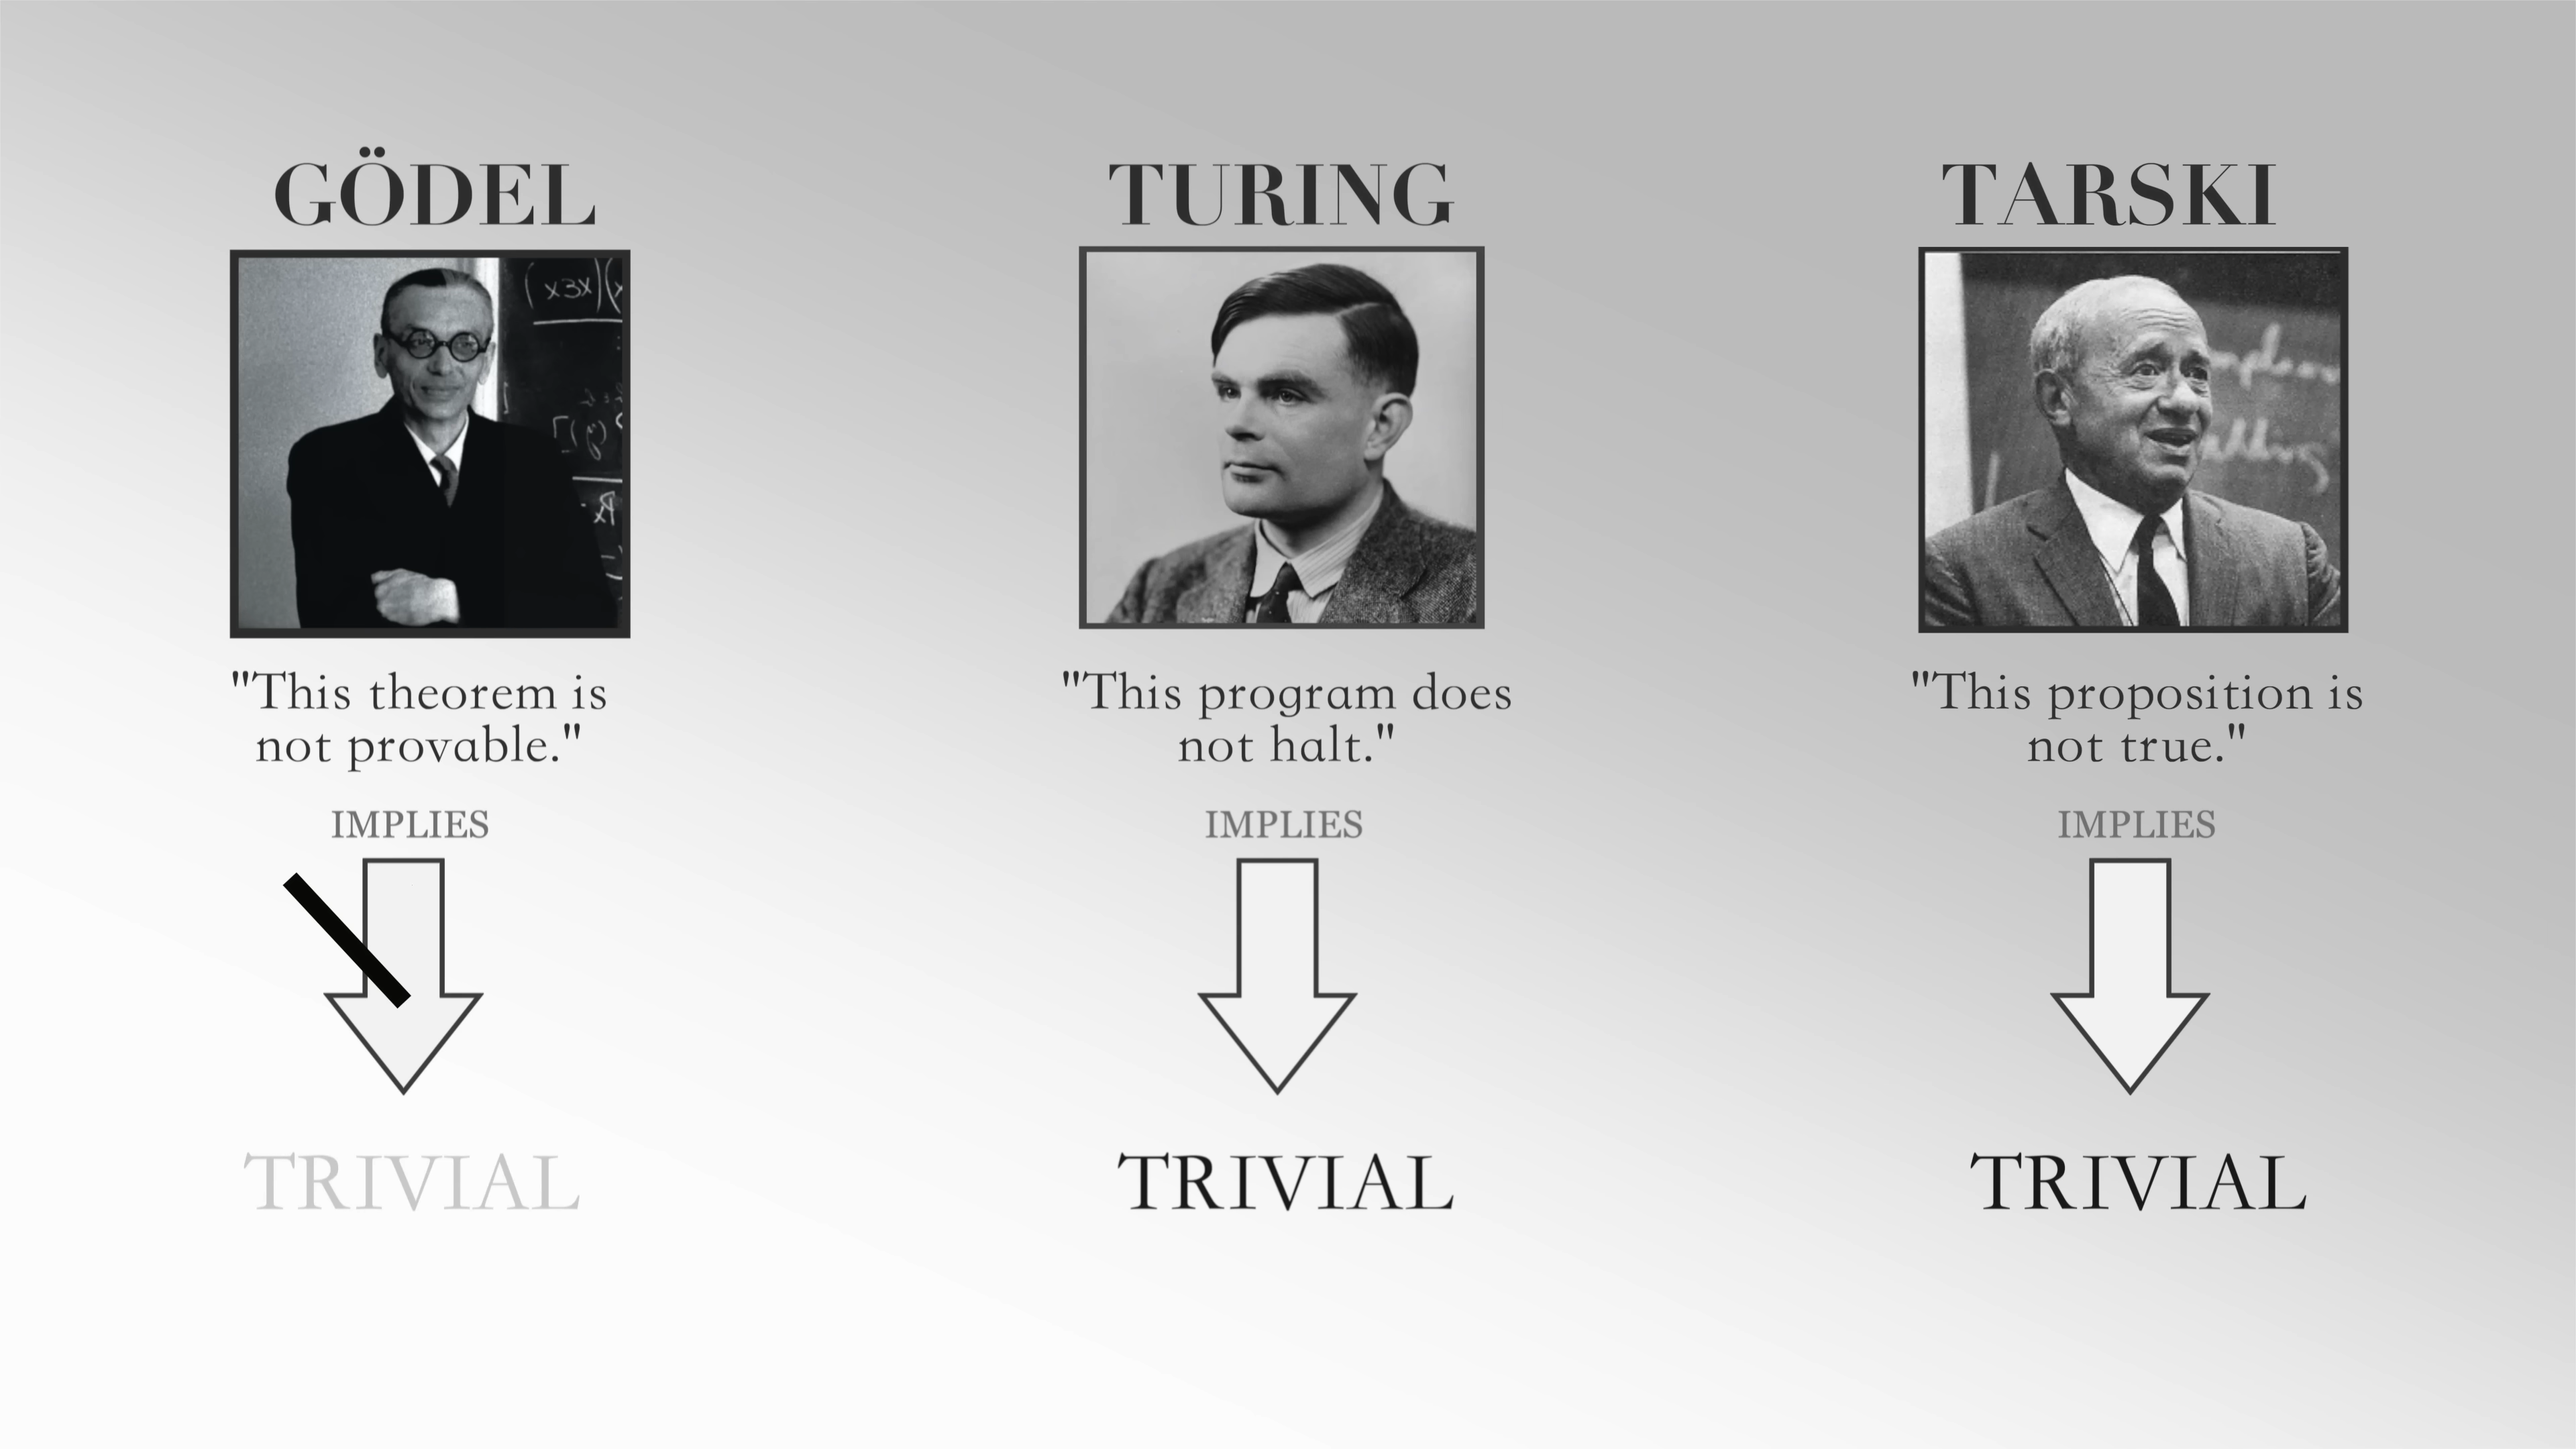 GÖDEL
"This theorem is
not provable."
IMPLIES
TRIVIAL
TURING
"This program does
not halt."
IMPLIES
TRIVIAL
TARSKI
"This proposition is
not true."
IMPLIES
TRIVIAL